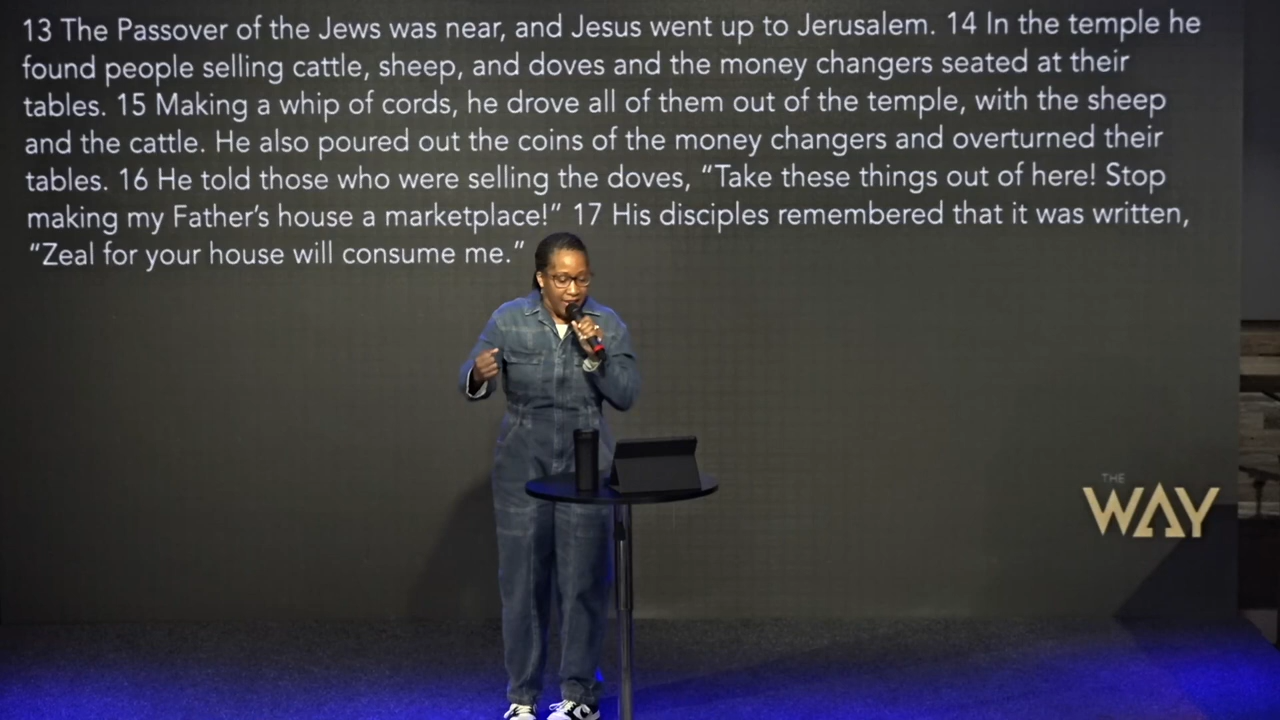 13 The Passover of the Jews was near, and Jesus went up to Jerusalem. 14 In the temple he
found people selling cattle, sheep, and doves and the money changers seated at their
tables. 15 Making a whip of cords, he drove all of them out of the temple, with the sheep
and the cattle. He also poured out the coins of the money changers and overturned their
tables. 16 He told those who were selling the doves, “Take these things out of here! Stop
making my Father’s house a marketplace!” 17 His disciples remembered that it was written,
“Zeal for your house will consume me.”
THE
WAY